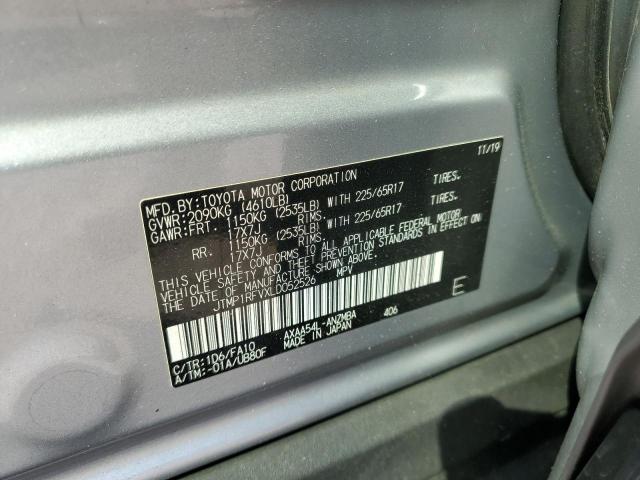 11/19
MFD.BY:TOYOTA MOTOR CORPORATION
GVWR:2090KG (4610LB)
GAWR:FRT. 1150KG (2535LB) WITH 225/65R17 TIRES.
17X7J RIMS.
RR. 1150KG (2535LB) WITH 225/65R17 TIRES.
17X7J RIMS.
THIS VEHICLE CONFORMS TO ALL APPLICABLE FEDERAL MOTOR
VEHICLE SAFETY AND THEFT PREVENTION STANDARDS IN EFFECT ON
THE DATE OF MANUFACTURE SHOWN ABOVE.
JTMP1RFVXLD052526 MPV
E
C/TR:1D6/FA10 AXAA54L-ANZMBA 406
A/TM:-01A/UB80F MADE IN JAPAN